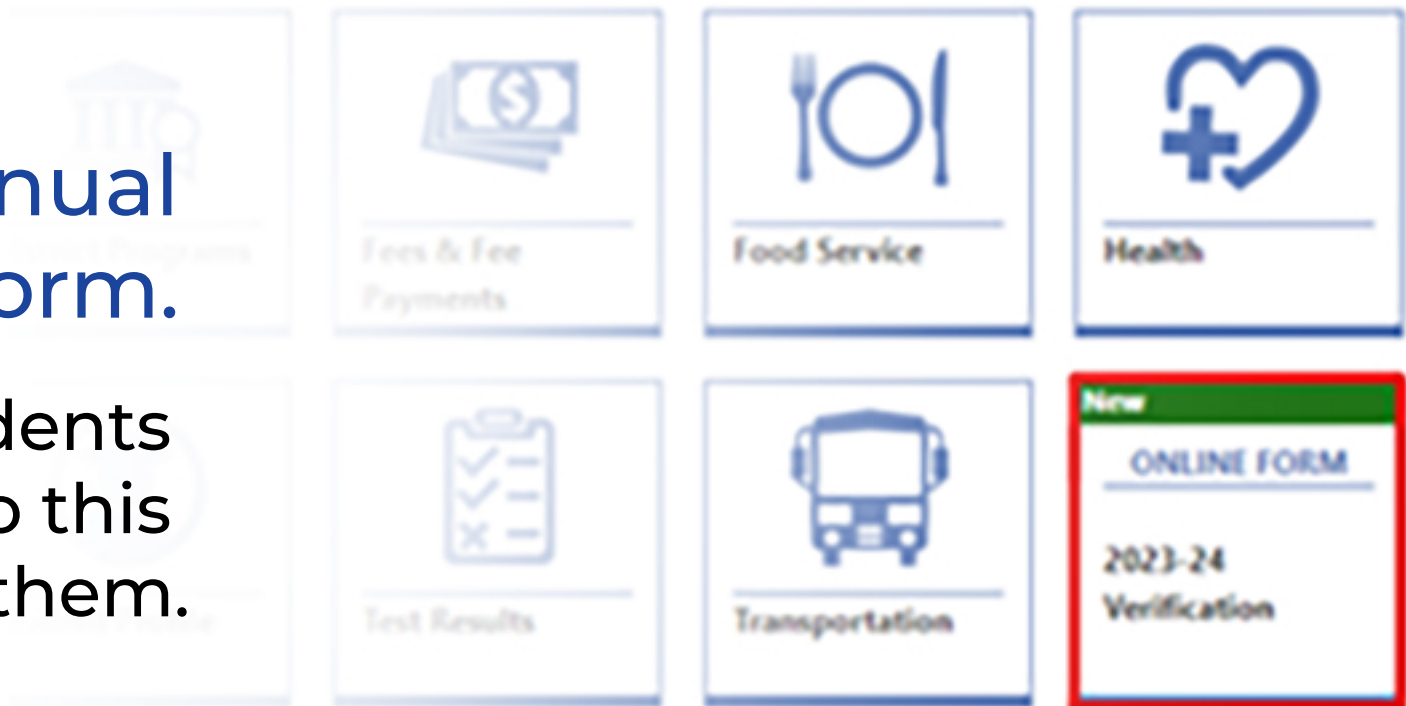 nual
orm.
dents
o this
them.
Programs
Fees & Fee
Payments
Food Service
Health
Test Results
Transportation
New
ONLINE FORM
2023-24
Verification